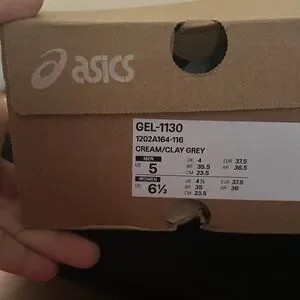 asics
GEL-1130
1202A164-116
CREAM/CLAY GREY
MEN
US 5
UK 4 EUR 37.5
BR 35.5 AR 36.5
CM 23.5
WOMEN
US 6½
UK 4½ EUR 37.5
BR 35 AR 36
CM 23.5